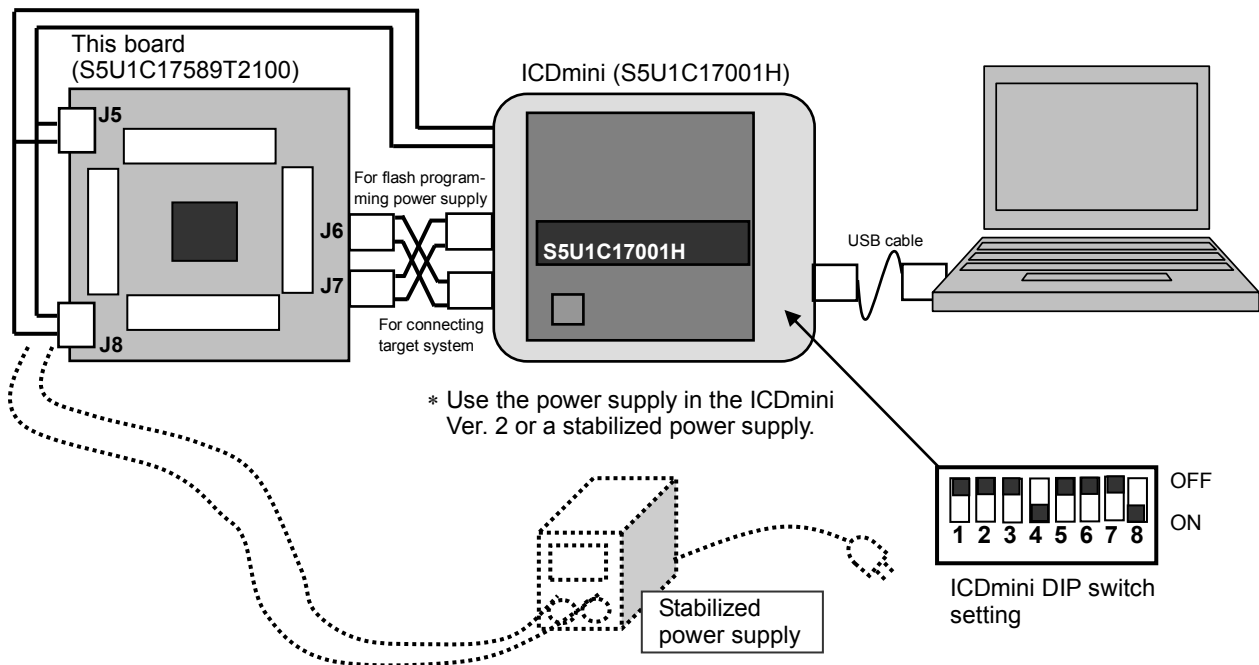 This board
(S5U1C17589T2100)
ICDmini (S5U1C17001H)
J5
For flash program-
ming power supply
J6
S5U1C17001H
USB cable
J7
For connecting
target system
J8
* Use the power supply in the ICDmini
Ver. 2 or a stabilized power supply.
OFF
ON
1 2 3 4 5 6 7 8
ICDmini DIP switch
setting
Stabilized
power supply